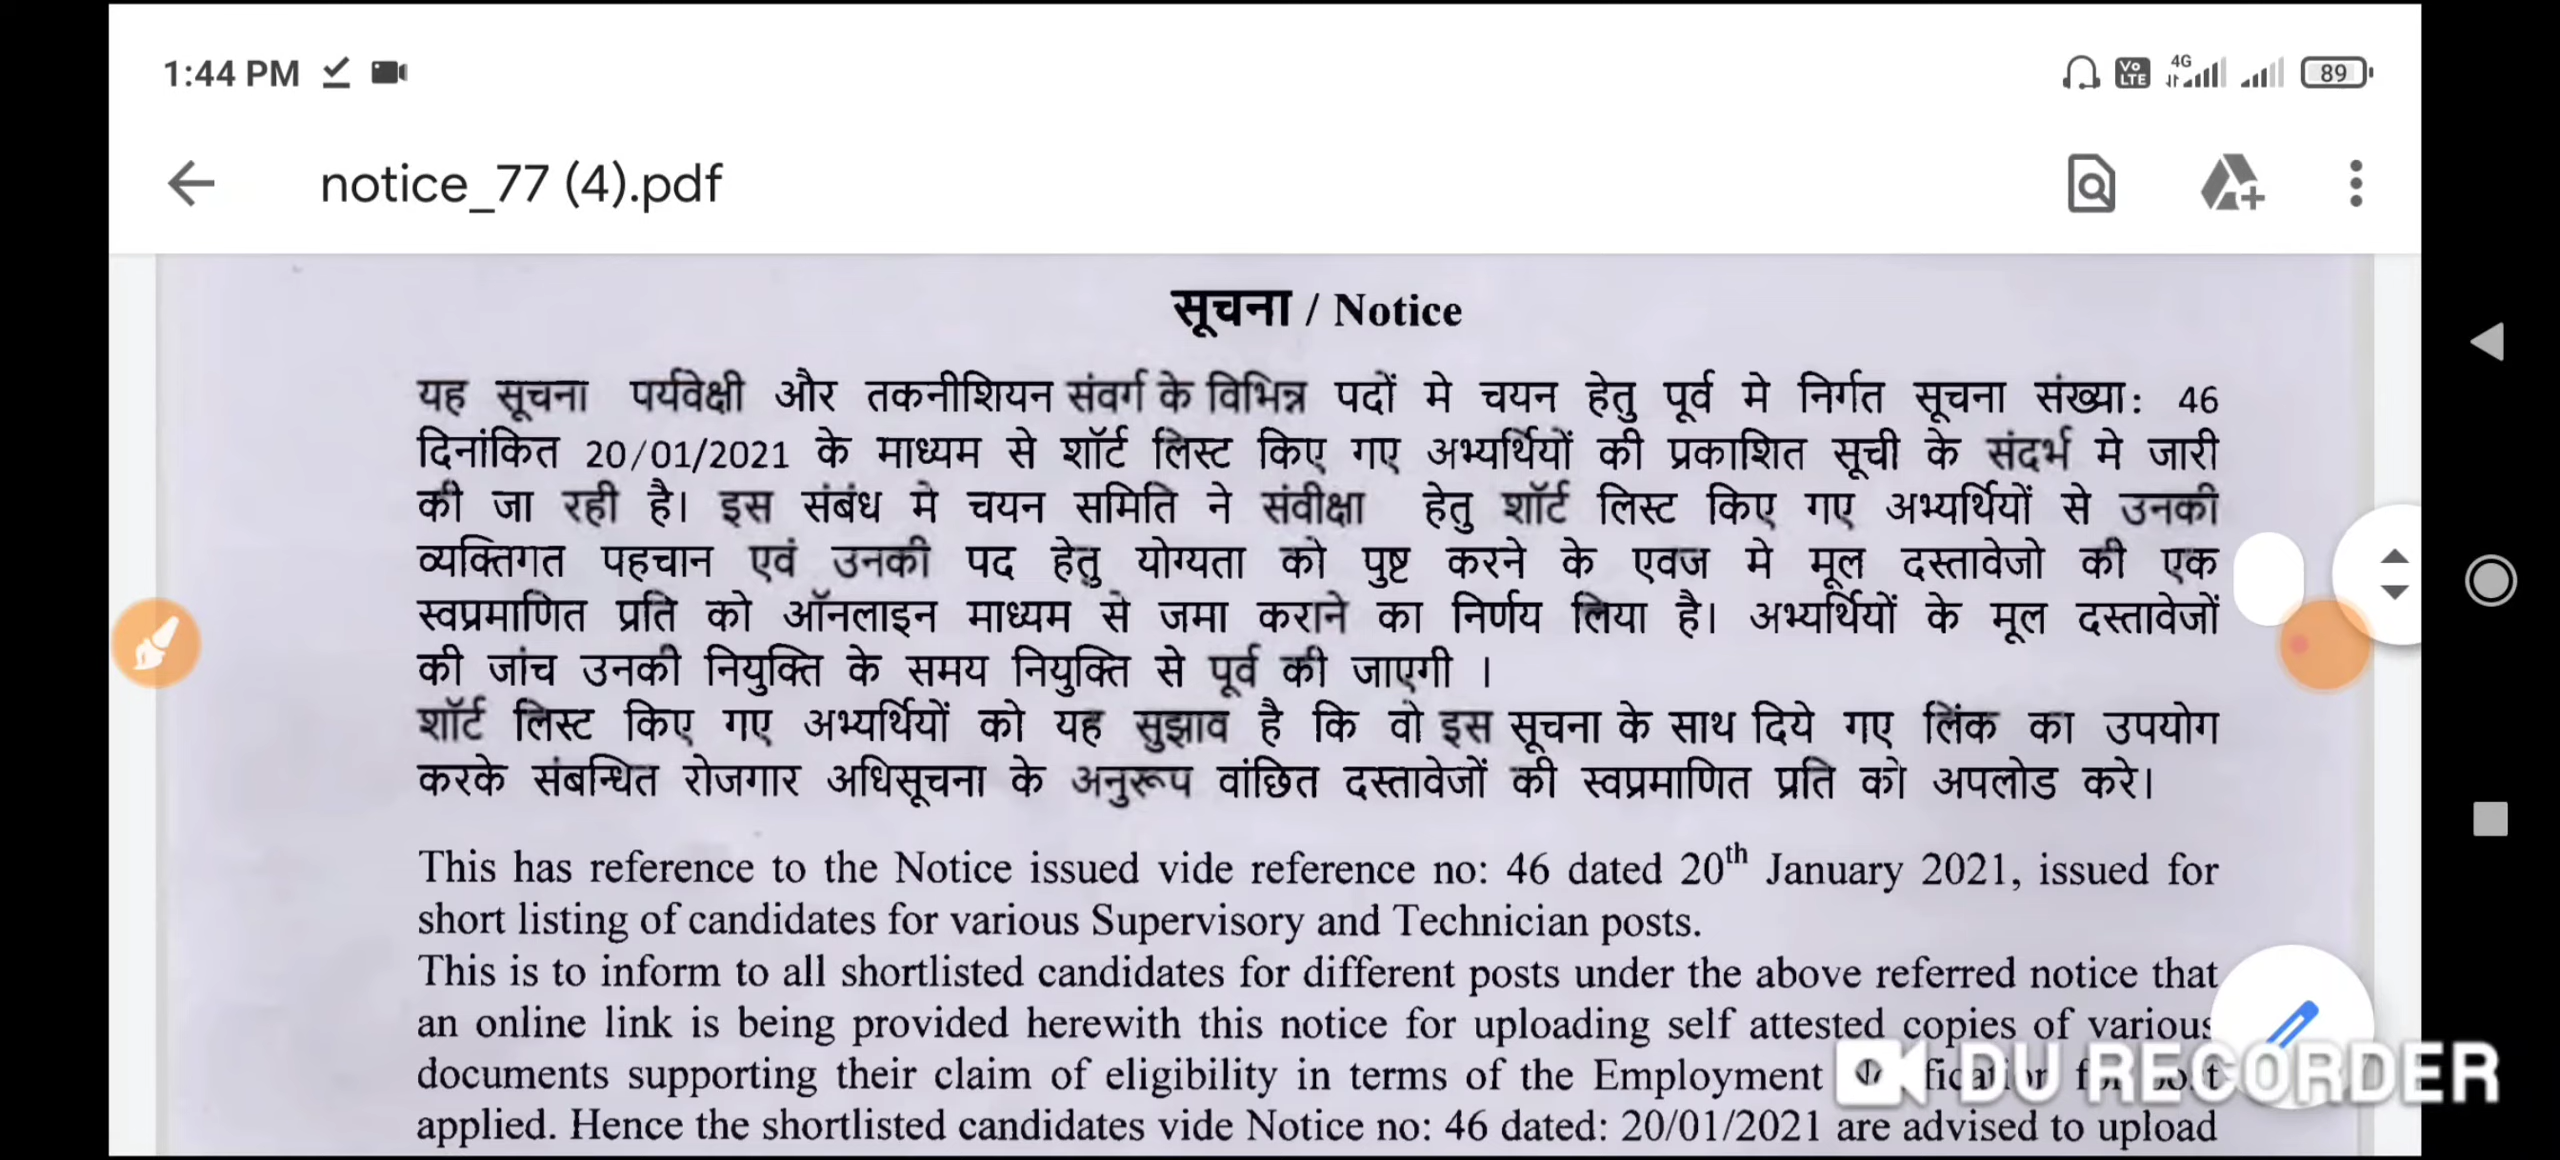 1:44 PM
Vo LTE 4G 89
notice_77 (4).pdf
सूचना / Notice
यह सूचना पर्यवेक्षी और तकनीशियन संवर्ग के विभिन्न पदों मे चयन हेतु पूर्व मे निर्गत सूचना संख्या: 46
दिनांकित 20/01/2021 के माध्यम से शॉर्ट लिस्ट किए गए अभ्यर्थियों की प्रकाशित सूची के संदर्भ मे जारी
की जा रही है। इस संबंध मे चयन समिति ने संवीक्षा हेतु शॉर्ट लिस्ट किए गए अभ्यर्थियों से उनकी
व्यक्तिगत पहचान एवं उनकी पद हेतु योग्यता को पुष्ट करने के एवज मे मूल दस्तावेजो की एक
स्वप्रमाणित प्रति को ऑनलाइन माध्यम से जमा कराने का निर्णय लिया है। अभ्यर्थियों के मूल दस्तावेजों
की जांच उनकी नियुक्ति के समय नियुक्ति से पूर्व की जाएगी ।
शॉर्ट लिस्ट किए गए अभ्यर्थियों को यह सुझाव है कि वो इस सूचना के साथ दिये गए लिंक का उपयोग
करके संबन्धित रोजगार अधिसूचना के अनुरूप वांछित दस्तावेजों की स्वप्रमाणित प्रति को अपलोड करे।
This has reference to the Notice issued vide reference no: 46 dated 20th January 2021, issued for
short listing of candidates for various Supervisory and Technician posts.
This is to inform to all shortlisted candidates for different posts under the above referred notice that
an online link is being provided herewith this notice for uploading self attested copies of various
documents supporting their claim of eligibility in terms of the Employment
applied. Hence the shortlisted candidates vide Notice no: 46 dated: 20/01/2021 are advised to upload
DU RECORDER